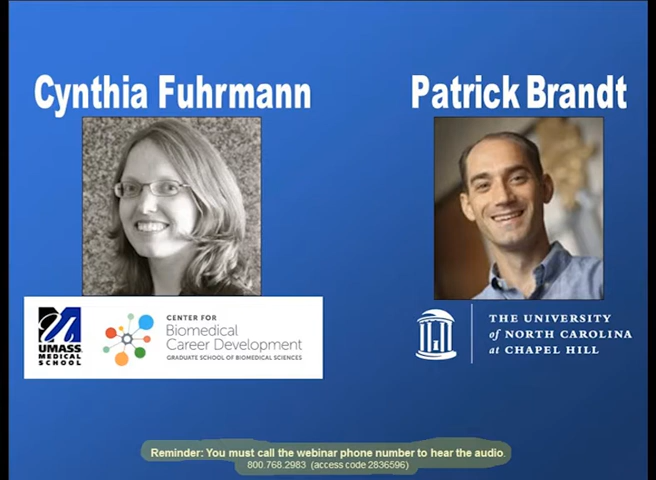 Cynthia Fuhrmann
Patrick Brandt
UMASS
MEDICAL
SCHOOL
CENTER FOR
Biomedical
Career Development
GRADUATE SCHOOL OF BIOMEDICAL SCIENCES
THE UNIVERSITY
of NORTH CAROLINA
at CHAPEL HILL
Reminder: You must call the webinar phone number to hear the audio.
800.768.2983 (access code 2836596)